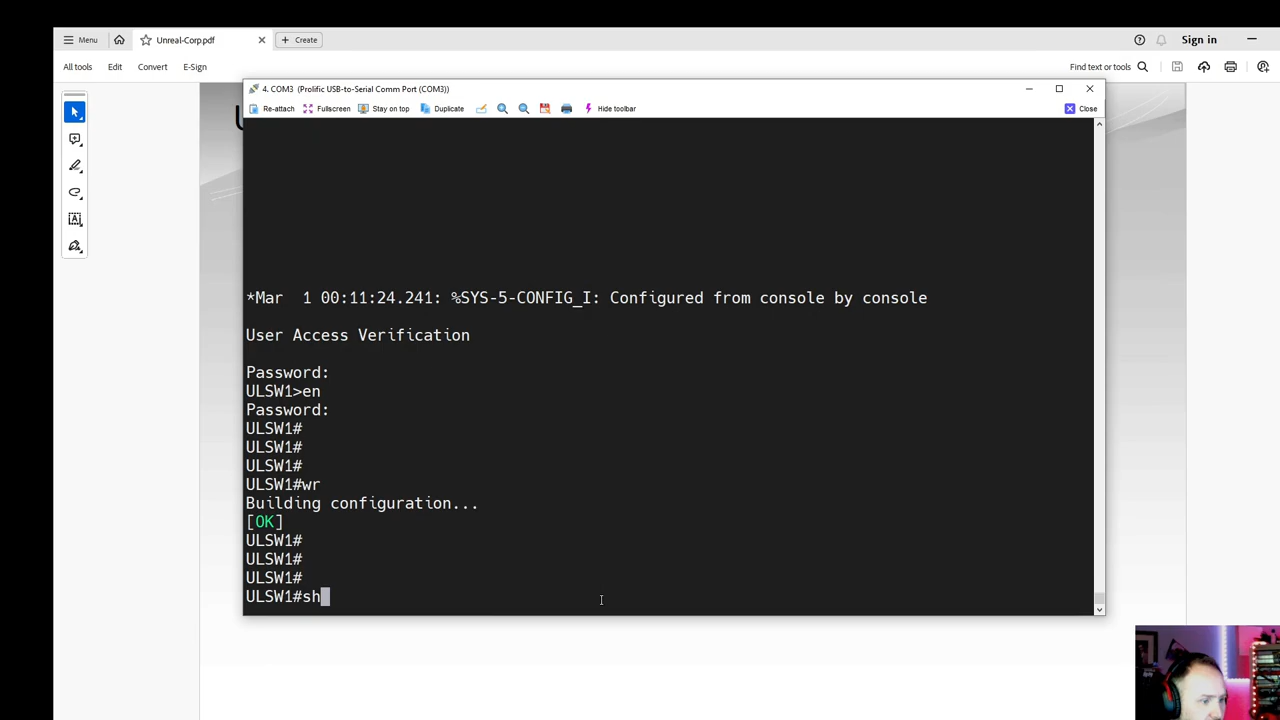 Menu
Unreal-Corp.pdf
Create
Sign in
All tools
Edit
Convert
E-Sign
Find text or tools
4. COM3 (Prolific USB-to-Serial Comm Port (COM3))
Re-attach
Fullscreen
Stay on top
Duplicate
Hide toolbar
Close
*Mar  1 00:11:24.241: %SYS-5-CONFIG_I: Configured from console by console
User Access Verification
Password:
ULSW1>en
Password:
ULSW1#
ULSW1#
ULSW1#
ULSW1#wr
Building configuration...
[OK]
ULSW1#
ULSW1#
ULSW1#
ULSW1#sh